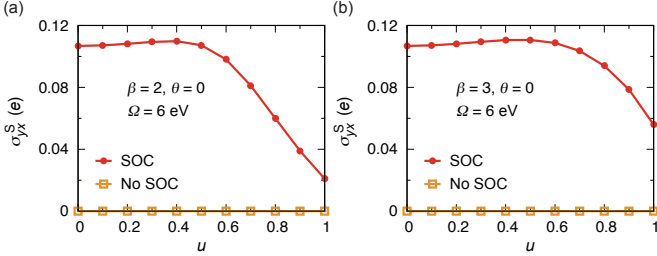 (a)
σ_yx^S (e)
0.12
0.08
0.04
0
β = 2, θ = 0
Ω = 6 eV
SOC
No SOC
0 0.2 0.4 0.6 0.8 1
u
(b)
σ_yx^S (e)
0.12
0.08
0.04
0
β = 3, θ = 0
Ω = 6 eV
SOC
No SOC
0 0.2 0.4 0.6 0.8 1
u